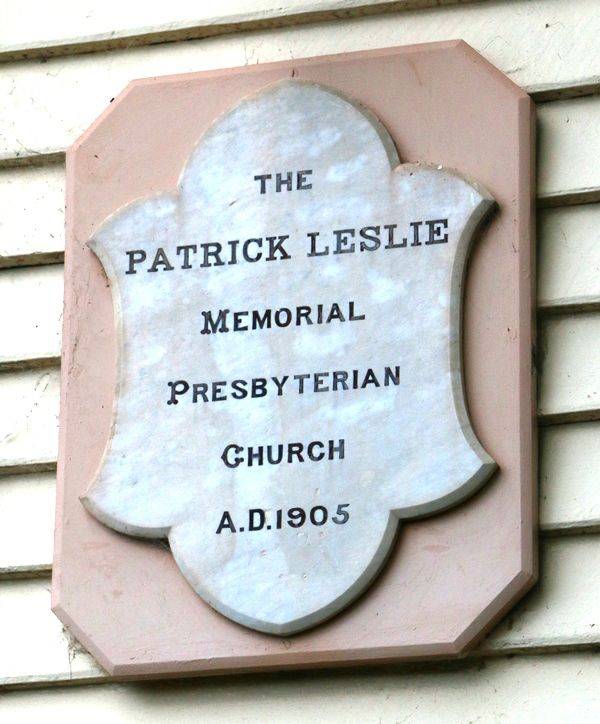 THE
PATRICK LESLIE
MEMORIAL
PRESBYTERIAN
CHURCH
A.D.1905